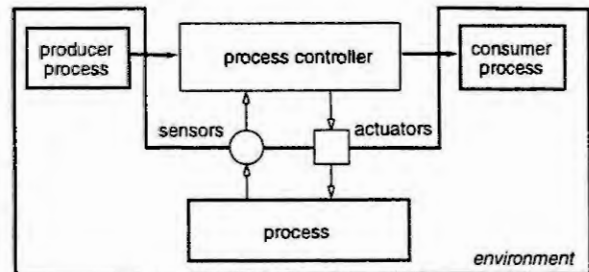 producer
process
process controller
consumer
process
sensors
actuators
process
environment